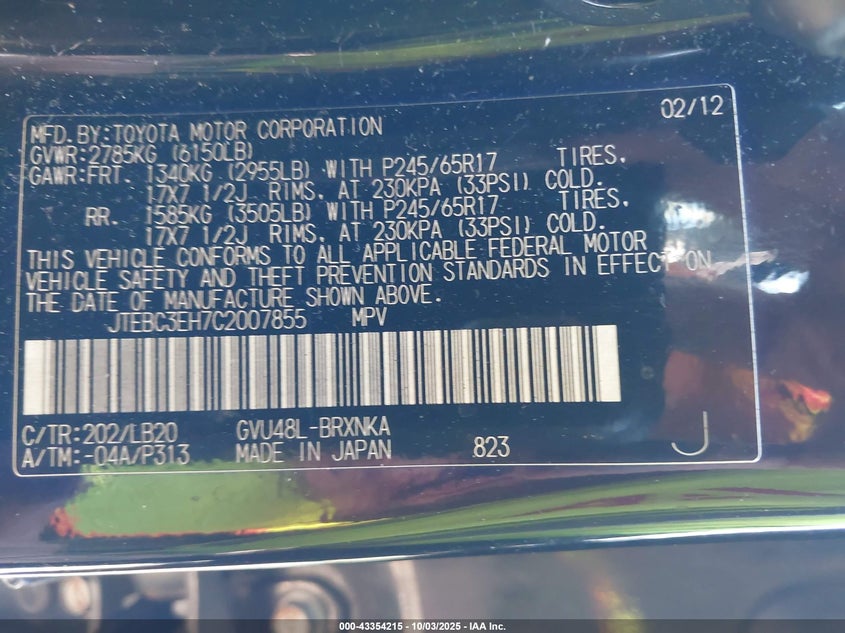 02/12
MFD. BY:TOYOTA MOTOR CORPORATION
GVWR:2785KG (6150LB)
GAWR:FRT. 1340KG (2955LB) WITH P245/65R17 TIRES,
17X7 1/2J RIMS, AT 230KPA (33PSI) COLD.
RR. 1585KG (3505LB) WITH P245/65R17 TIRES,
17X7 1/2J RIMS, AT 230KPA (33PSI) COLD.
THIS VEHICLE CONFORMS TO ALL APPLICABLE FEDERAL MOTOR
VEHICLE SAFETY AND THEFT PREVENTION STANDARDS IN EFFECT ON
THE DATE OF MANUFACTURE SHOWN ABOVE.
JTEBC3EH7C2007855 MPV
C/TR:202/LB20 GVU48L-BRXNKA
A/TM:-04A/P313 MADE IN JAPAN 823 J
000-43354215 - 10/03/2025 - IAA Inc.